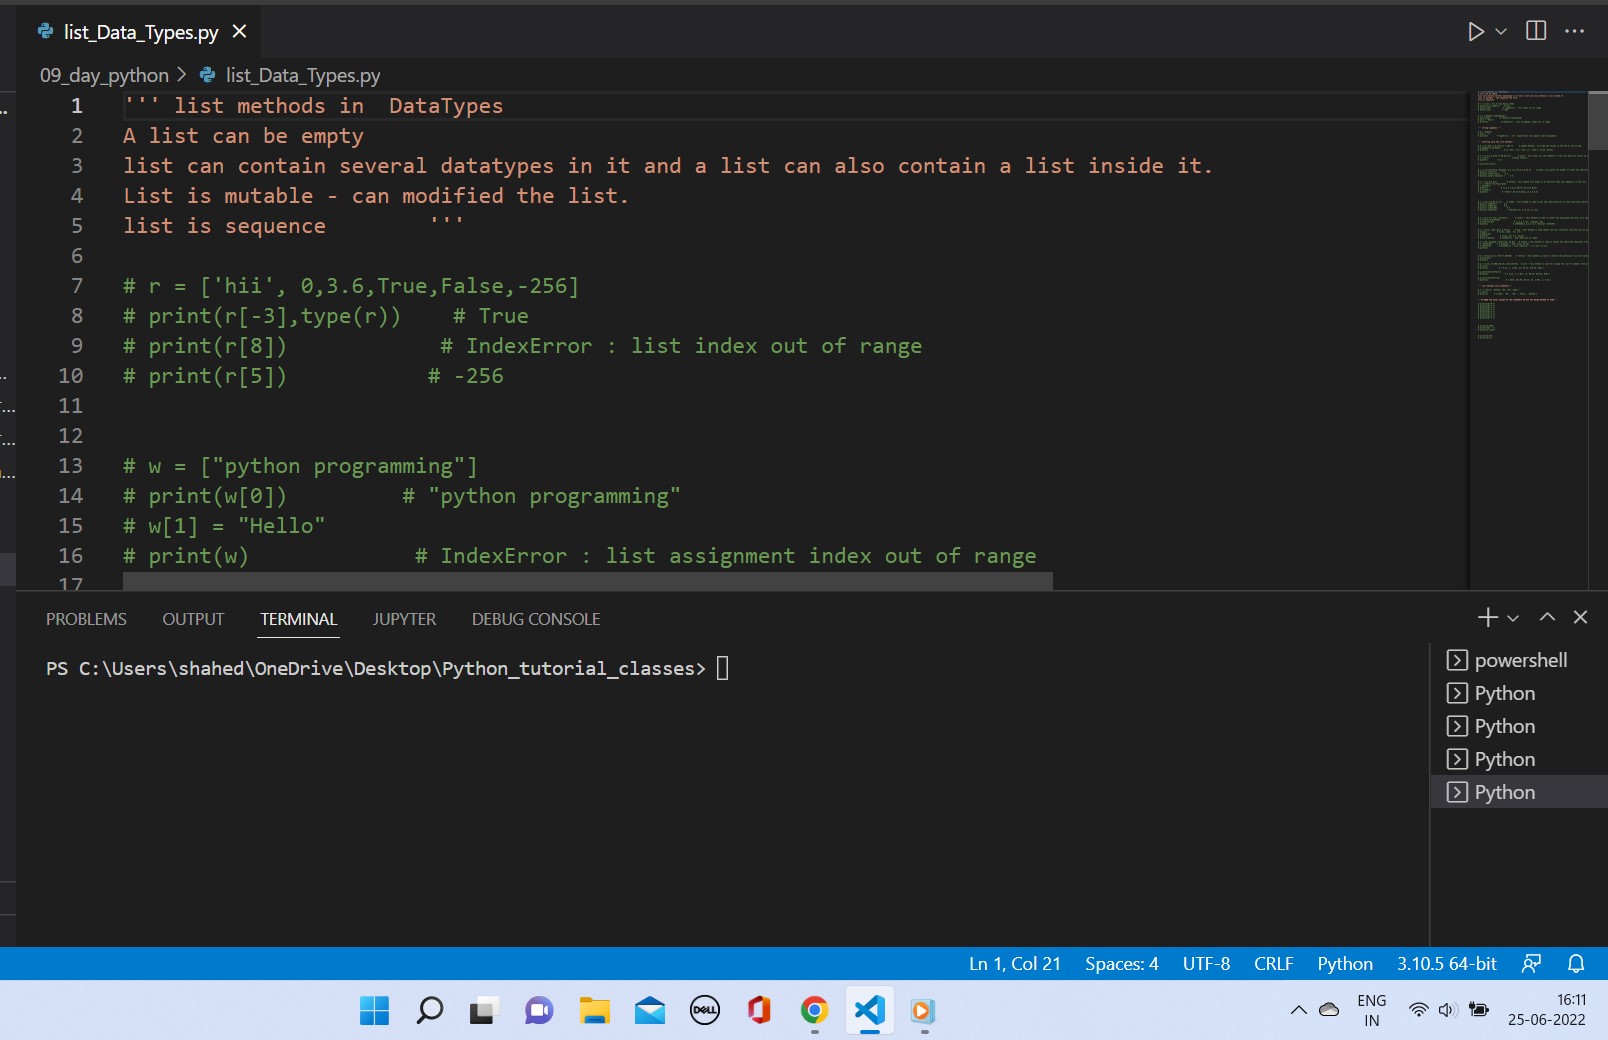 list_Data_Types.py
09_day_python > list_Data_Types.py
1 ''' list methods in  DataTypes
2 A list can be empty
3 list can contain several datatypes in it and a list can also contain a list inside it.
4 List is mutable - can modified the list.
5 list is sequence        '''
6
7 # r = ['hii', 0,3.6,True,False,-256]
8 # print(r[-3],type(r))    # True
9 # print(r[8])            # IndexError : list index out of range
10 # print(r[5])           # -256
11
12
13 # w = ["python programming"]
14 # print(w[0])         # "python programming"
15 # w[1] = "Hello"
16 # print(w)             # IndexError : list assignment index out of range
17
PROBLEMS OUTPUT TERMINAL JUPYTER DEBUG CONSOLE
PS C:\Users\shahed\OneDrive\Desktop\Python_tutorial_classes>
powershell
Python
Python
Python
Python
Ln 1, Col 21 Spaces: 4 UTF-8 CRLF Python 3.10.5 64-bit
DELL
ENG
IN
16:11
25-06-2022